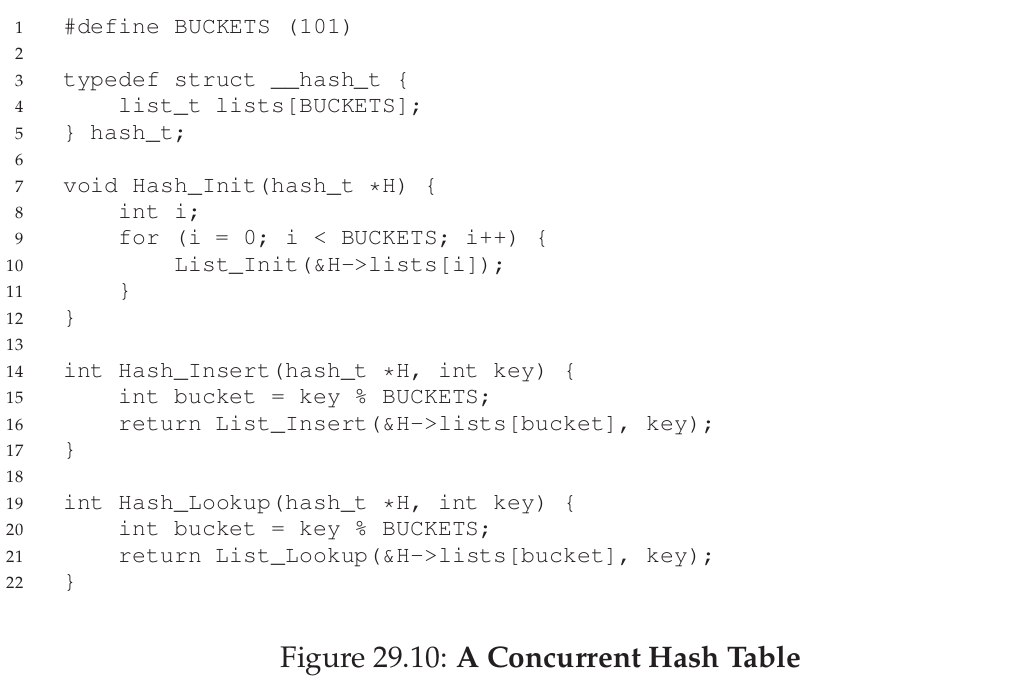 1 #define BUCKETS (101)
2
3 typedef struct __hash_t {
4     list_t lists[BUCKETS];
5 } hash_t;
6
7 void Hash_Init(hash_t *H) {
8     int i;
9     for (i = 0; i < BUCKETS; i++) {
10         List_Init(&H->lists[i]);
11     }
12 }
13
14 int Hash_Insert(hash_t *H, int key) {
15     int bucket = key % BUCKETS;
16     return List_Insert(&H->lists[bucket], key);
17 }
18
19 int Hash_Lookup(hash_t *H, int key) {
20     int bucket = key % BUCKETS;
21     return List_Lookup(&H->lists[bucket], key);
22 }
Figure 29.10: A Concurrent Hash Table